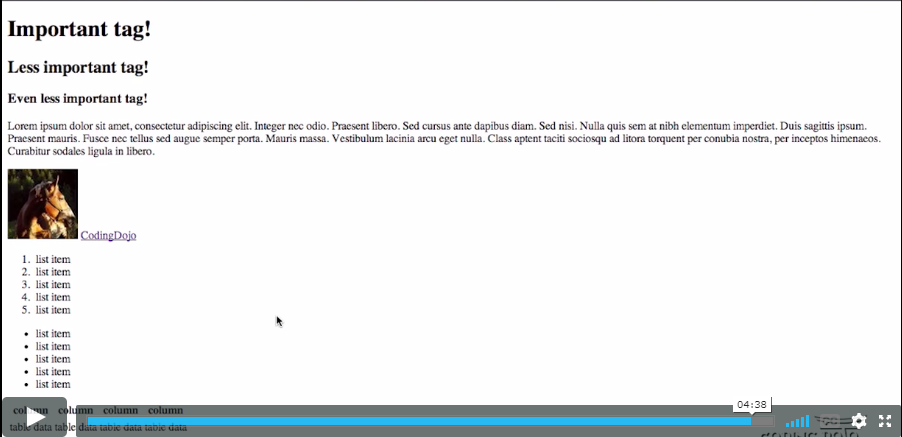 Important tag!
Less important tag!
Even less important tag!
Lorem ipsum dolor sit amet, consectetur adipiscing elit. Integer nec odio. Praesent libero. Sed cursus ante dapibus diam. Sed nisi. Nulla quis sem at nibh elementum imperdiet. Duis sagittis ipsum.
Praesent mauris. Fusce nec tellus sed augue semper porta. Mauris massa. Vestibulum lacinia arcu eget nulla. Class aptent taciti sociosqu ad litora torquent per conubia nostra, per inceptos himenaeos.
Curabitur sodales ligula in libero.
CodingDojo
1. list item
2. list item
3. list item
4. list item
5. list item
• list item
• list item
• list item
• list item
• list item
04:38
column column column column
table data table data table data table data